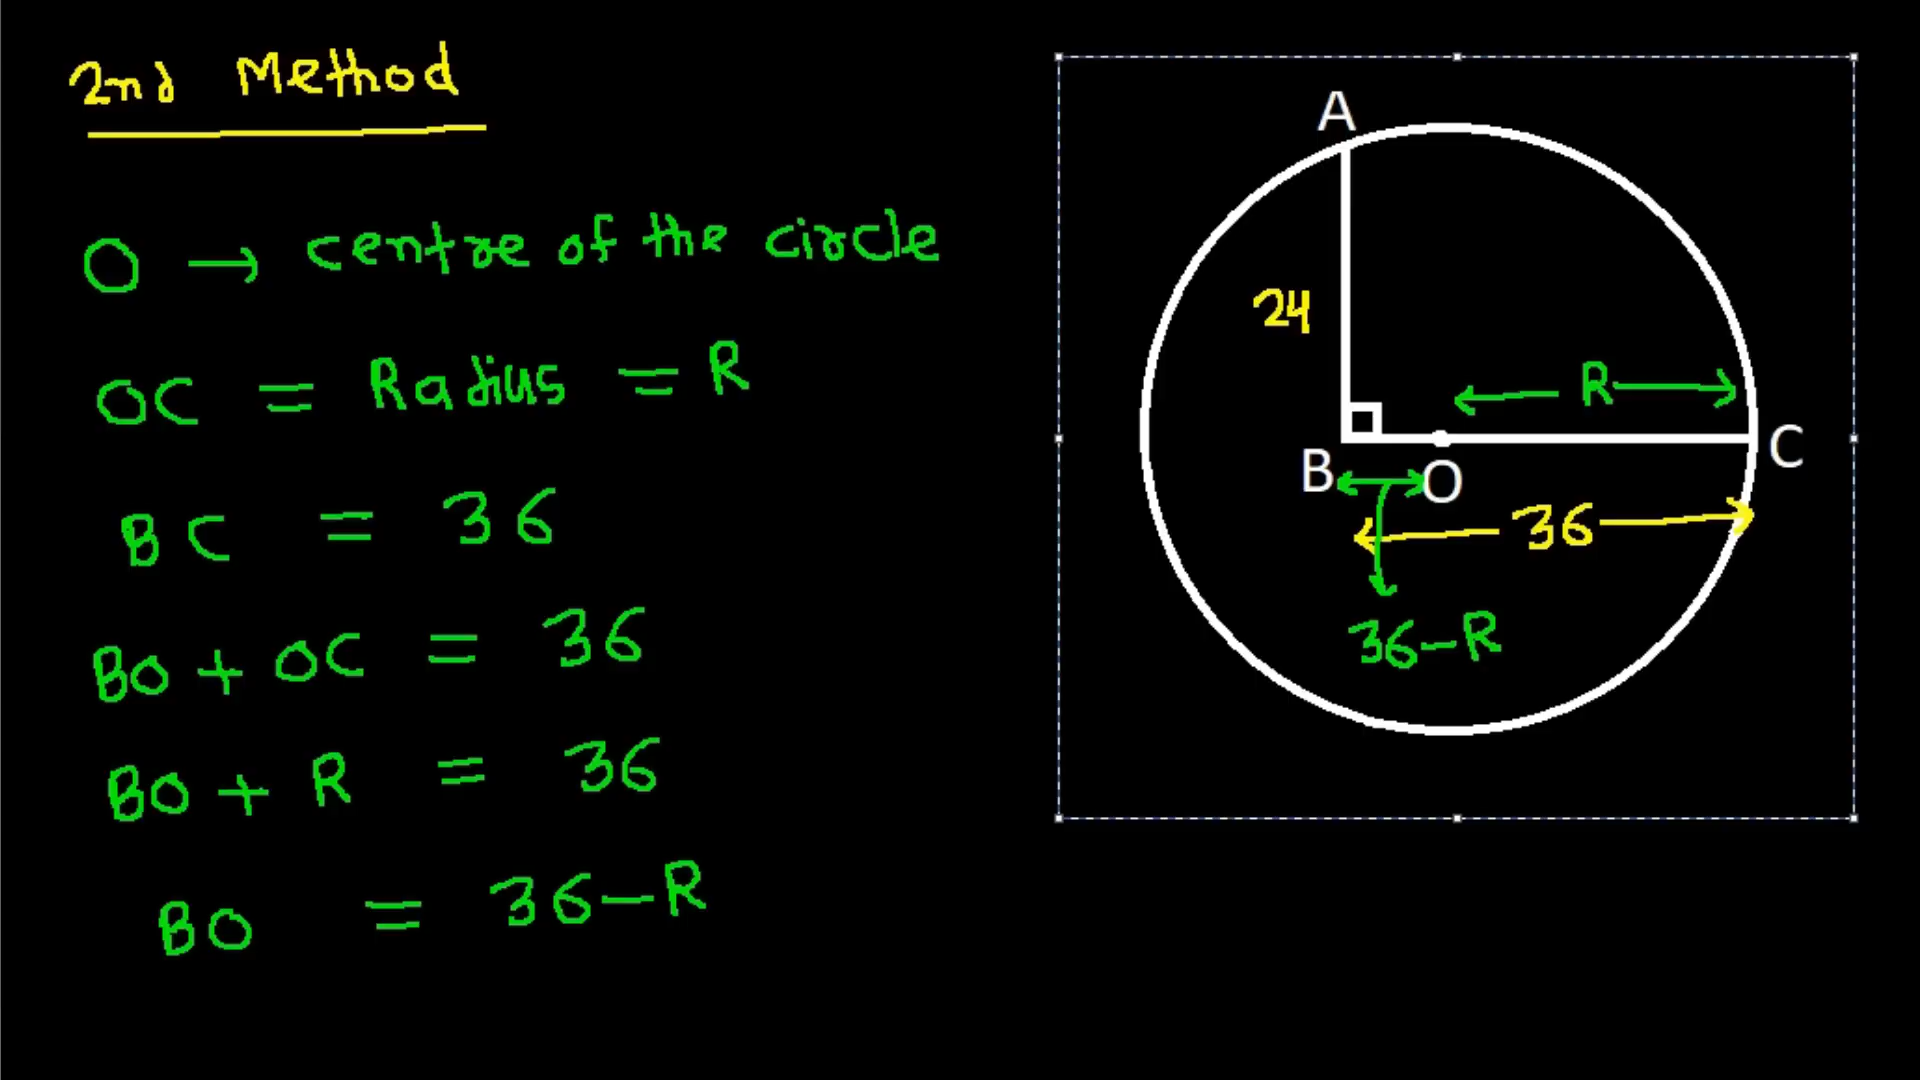 2nd Method
O → centre of the circle
OC = Radius = R
BC = 36
BO + OC = 36
BO + R = 36
BO = 36 - R
A
24
R
B
O
C
36
36 - R